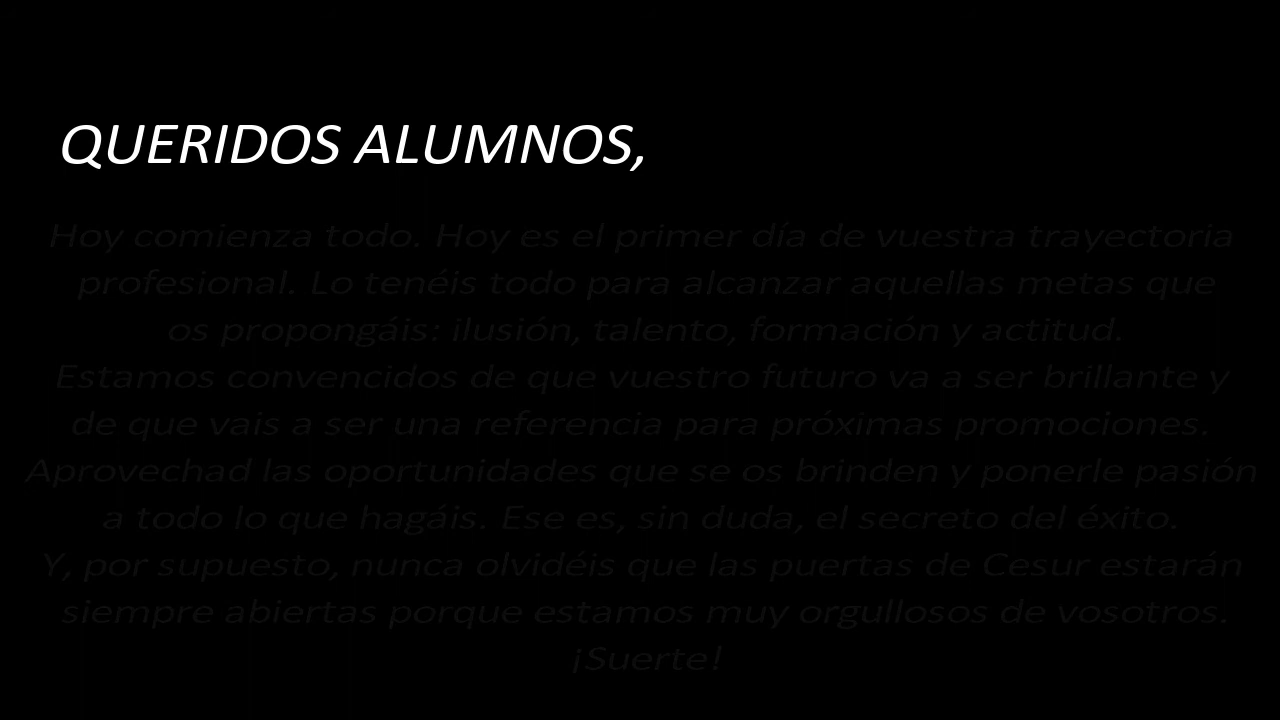 QUERIDOS ALUMNOS,
Hoy comienza todo. Hoy es el primer día de vuestra trayectoria
profesional. Lo tenéis todo para alcanzar aquellas metas que
os propongáis: ilusión, talento, formación y actitud.
Estamos convencidos de que vuestro futuro va a ser brillante y
de que vais a ser una referencia para próximas promociones.
Aprovechad las oportunidades que se os brinden y ponerle pasión
a todo lo que hagáis. Ese es, sin duda, el secreto del éxito.
Y, por supuesto, nunca olvidéis que las puertas de Cesur estarán
siempre abiertas porque estamos muy orgullosos de vosotros.
¡Suerte!